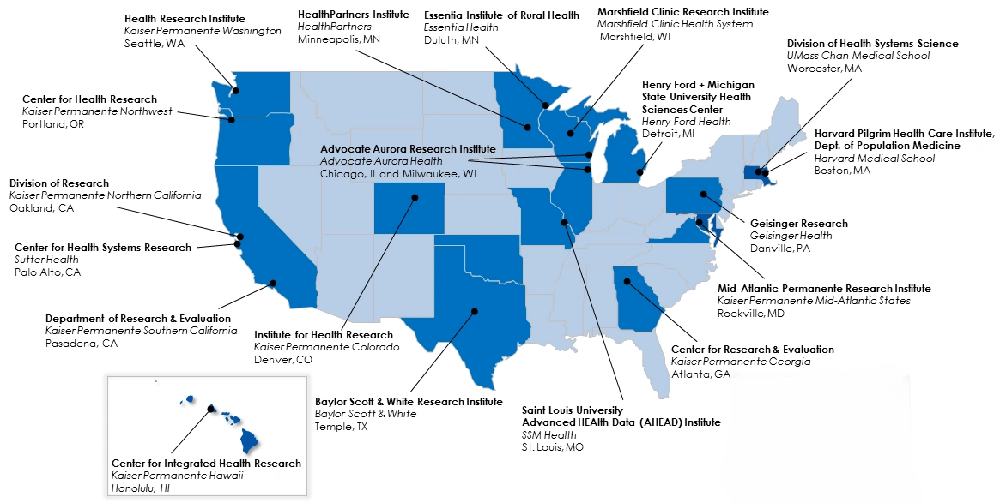 Health Research Institute
Kaiser Permanente Washington
Seattle, WA
HealthPartners Institute
HealthPartners
Minneapolis, MN
Essentia Institute of Rural Health
Essentia Health
Duluth, MN
Marshfield Clinic Research Institute
Marshfield Clinic Health System
Marshfield, WI
Division of Health Systems Science
UMass Chan Medical School
Worcester, MA
Center for Health Research
Kaiser Permanente Northwest
Portland, OR
Henry Ford + Michigan
State University Health
Sciences Center
Henry Ford Health
Detroit, MI
Harvard Pilgrim Health Care Institute,
Dept. of Population Medicine
Harvard Medical School
Boston, MA
Advocate Aurora Research Institute
Advocate Aurora Health
Chicago, IL and Milwaukee, WI
Division of Research
Kaiser Permanente Northern California
Oakland, CA
Geisinger Research
Geisinger Health
Danville, PA
Center for Health Systems Research
Sutter Health
Palo Alto, CA
Mid-Atlantic Permanente Research Institute
Kaiser Permanente Mid-Atlantic States
Rockville, MD
Department of Research & Evaluation
Kaiser Permanente Southern California
Pasadena, CA
Institute for Health Research
Kaiser Permanente Colorado
Denver, CO
Center for Research & Evaluation
Kaiser Permanente Georgia
Atlanta, GA
Baylor Scott & White Research Institute
Baylor Scott & White
Temple, TX
Saint Louis University
Advanced HEAlth Data (AHEAD) Institute
SSM Health
St. Louis, MO
Center for Integrated Health Research
Kaiser Permanente Hawaii
Honolulu, HI